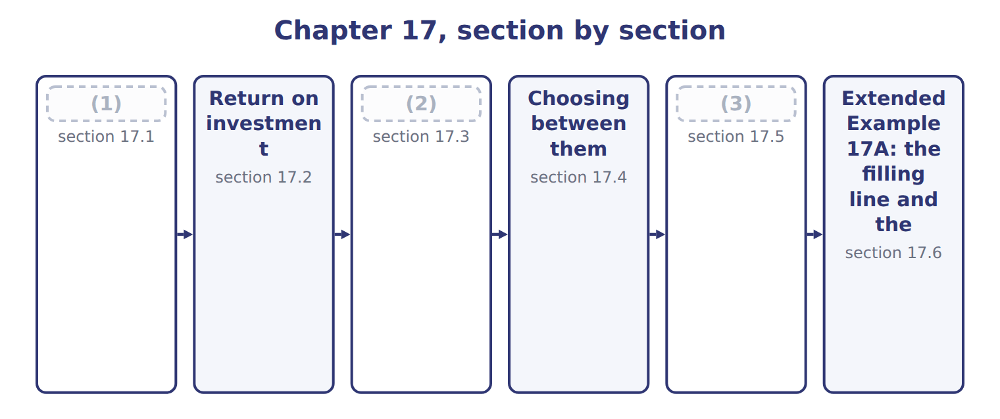 Chapter 17, section by section
(1)
section 17.1
Return on
investmen
t
section 17.2
(2)
section 17.3
Choosing
between
them
section 17.4
(3)
section 17.5
Extended
Example
17A: the
filling
line and
the
section 17.6